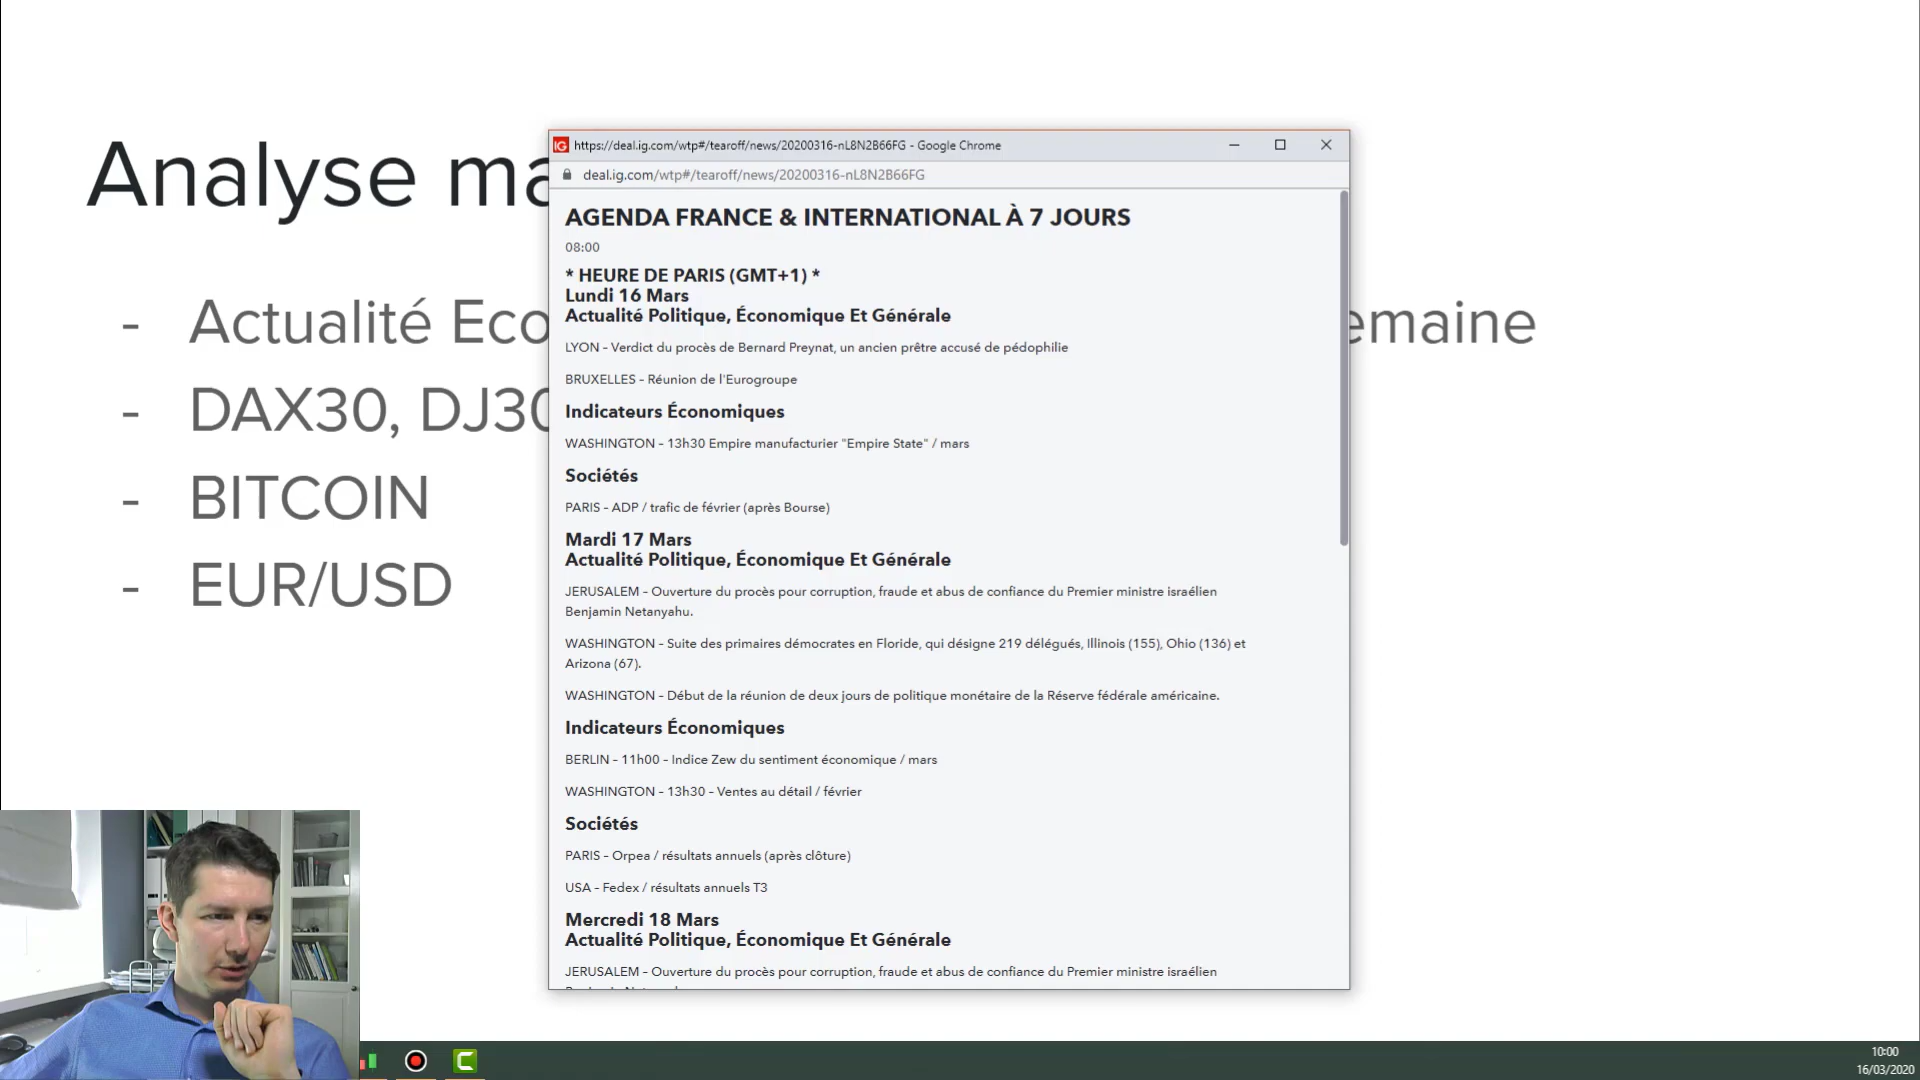 Analyse ma
- Actualité Eco
emaine
- DAX30, DJ30
- BITCOIN
- EUR/USD
IG https://deal.ig.com/wtp#/tearoff/news/20200316-nL8N2B66FG - Google Chrome
deal.ig.com/wtp#/tearoff/news/20200316-nL8N2B66FG
AGENDA FRANCE & INTERNATIONAL À 7 JOURS
08:00
* HEURE DE PARIS (GMT+1) *
Lundi 16 Mars
Actualité Politique, Économique Et Générale
LYON – Verdict du procès de Bernard Preynat, un ancien prêtre accusé de pédophilie
BRUXELLES – Réunion de l'Eurogroupe
Indicateurs Économiques
WASHINGTON – 13h30 Empire manufacturier "Empire State" / mars
Sociétés
PARIS – ADP / trafic de février (après Bourse)
Mardi 17 Mars
Actualité Politique, Économique Et Générale
JERUSALEM – Ouverture du procès pour corruption, fraude et abus de confiance du Premier ministre israélien
Benjamin Netanyahu.
WASHINGTON – Suite des primaires démocrates en Floride, qui désigne 219 délégués, Illinois (155), Ohio (136) et
Arizona (67).
WASHINGTON – Début de la réunion de deux jours de politique monétaire de la Réserve fédérale américaine.
Indicateurs Économiques
BERLIN – 11h00 – Indice Zew du sentiment économique / mars
WASHINGTON – 13h30 – Ventes au détail / février
Sociétés
PARIS – Orpea / résultats annuels (après clôture)
USA – Fedex / résultats annuels T3
Mercredi 18 Mars
Actualité Politique, Économique Et Générale
JERUSALEM – Ouverture du procès pour corruption, fraude et abus de confiance du Premier ministre israélien
10:00
16/03/2020